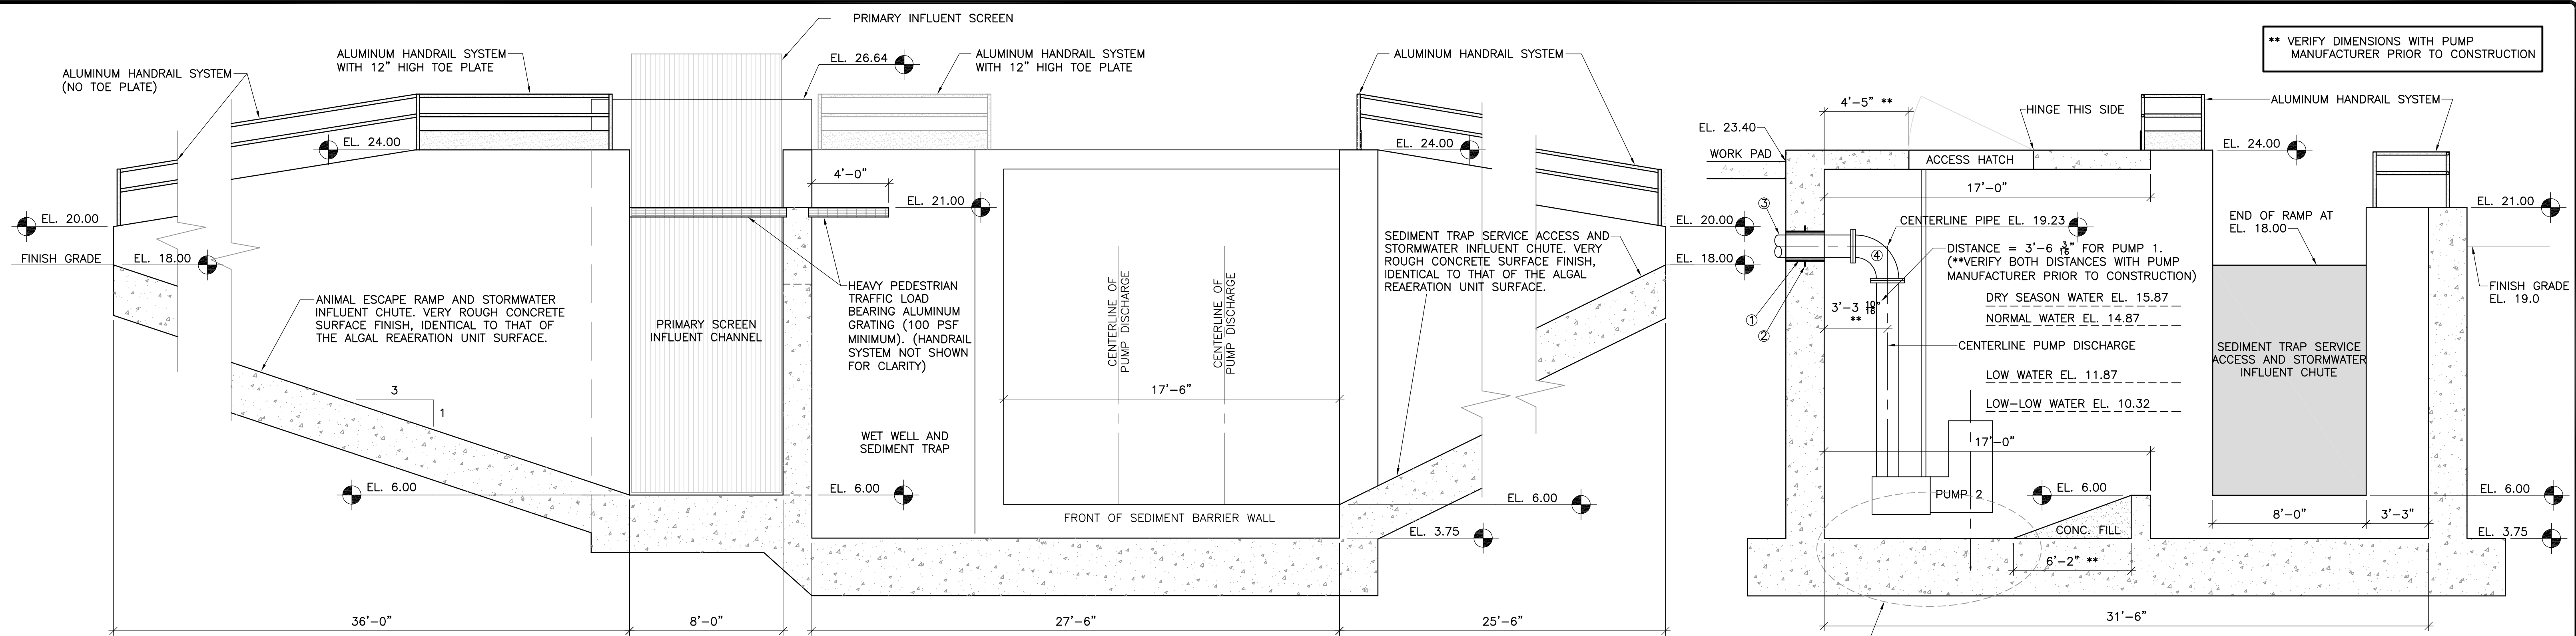 PRIMARY INFLUENT SCREEN
ALUMINUM HANDRAIL SYSTEM
(NO TOE PLATE)
ALUMINUM HANDRAIL SYSTEM
WITH 12" HIGH TOE PLATE
EL. 26.64
ALUMINUM HANDRAIL SYSTEM
WITH 12" HIGH TOE PLATE
ALUMINUM HANDRAIL SYSTEM
EL. 24.00
EL. 24.00
4'-0"
EL. 21.00
EL. 20.00
EL. 20.00
FINISH GRADE
EL. 18.00
EL. 18.00
ANIMAL ESCAPE RAMP AND STORMWATER
INFLUENT CHUTE. VERY ROUGH CONCRETE
SURFACE FINISH, IDENTICAL TO THAT OF
THE ALGAL REAERATION UNIT SURFACE.
PRIMARY SCREEN
INFLUENT CHANNEL
HEAVY PEDESTRIAN
TRAFFIC LOAD
BEARING ALUMINUM
GRATING (100 PSF
MINIMUM). (HANDRAIL
SYSTEM NOT SHOWN
FOR CLARITY)
CENTERLINE OF
PUMP DISCHARGE
CENTERLINE OF
PUMP DISCHARGE
SEDIMENT TRAP SERVICE ACCESS AND
STORMWATER INFLUENT CHUTE. VERY
ROUGH CONCRETE SURFACE FINISH,
IDENTICAL TO THAT OF THE ALGAL
REAERATION UNIT SURFACE.
3
1
17'-6"
WET WELL AND
SEDIMENT TRAP
EL. 6.00
EL. 6.00
EL. 6.00
FRONT OF SEDIMENT BARRIER WALL
EL. 3.75
36'-0"
8'-0"
27'-6"
25'-6"
** VERIFY DIMENSIONS WITH PUMP
MANUFACTURER PRIOR TO CONSTRUCTION
4'-5" **
HINGE THIS SIDE
ALUMINUM HANDRAIL SYSTEM
EL. 23.40
WORK PAD
ACCESS HATCH
EL. 24.00
17'-0"
3
CENTERLINE PIPE EL. 19.23
END OF RAMP AT
EL. 18.00
EL. 21.00
4
DISTANCE = 3'-6 3/16" FOR PUMP 1.
(**VERIFY BOTH DISTANCES WITH PUMP
MANUFACTURER PRIOR TO CONSTRUCTION)
FINISH GRADE
EL. 19.0
DRY SEASON WATER EL. 15.87
3'-3 10/16"
**
NORMAL WATER EL. 14.87
1
2
CENTERLINE PUMP DISCHARGE
SEDIMENT TRAP SERVICE
ACCESS AND STORMWATER
INFLUENT CHUTE
LOW WATER EL. 11.87
LOW-LOW WATER EL. 10.32
17'-0"
PUMP 2
EL. 6.00
EL. 6.00
8'-0"
3'-3"
CONC. FILL
EL. 3.75
6'-2" **
31'-6"